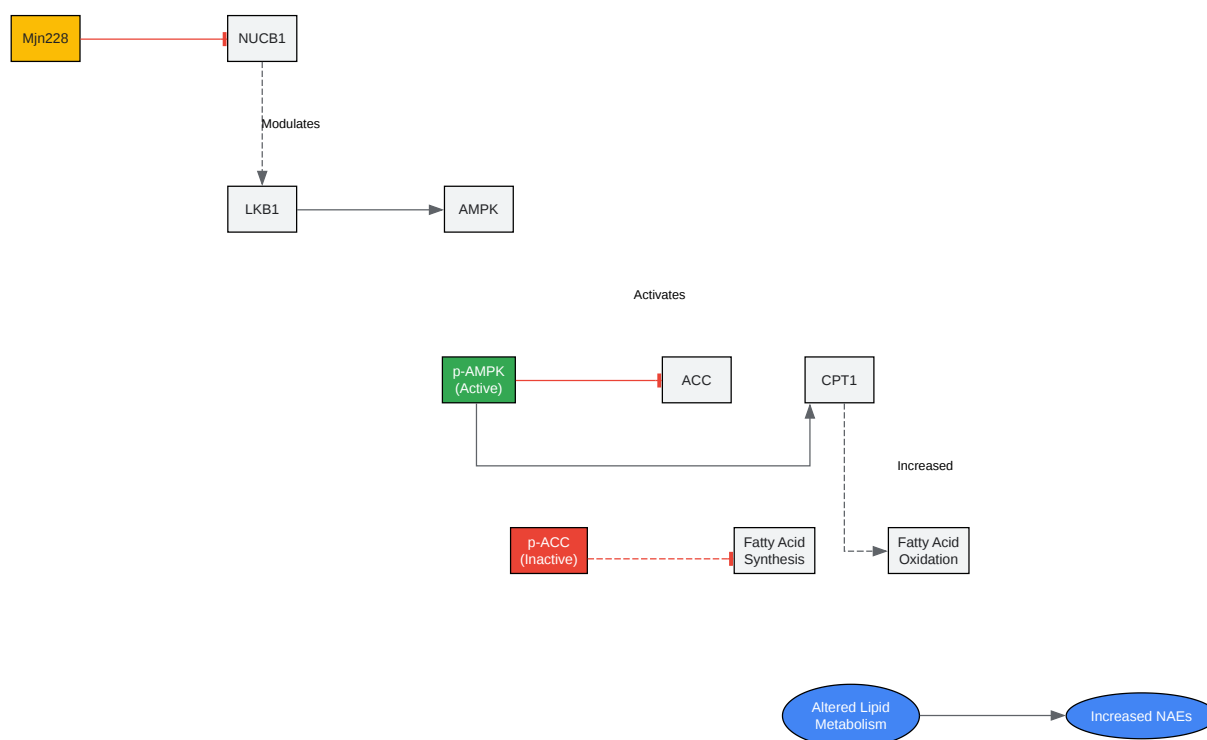 Mjn228
NUCB1
Modulates
LKB1
AMPK
Activates
p-AMPK
(Active)
ACC
CPT1
Increased
p-ACC
(Inactive)
Fatty Acid
Synthesis
Fatty Acid
Oxidation
Altered Lipid
Metabolism
Increased NAEs